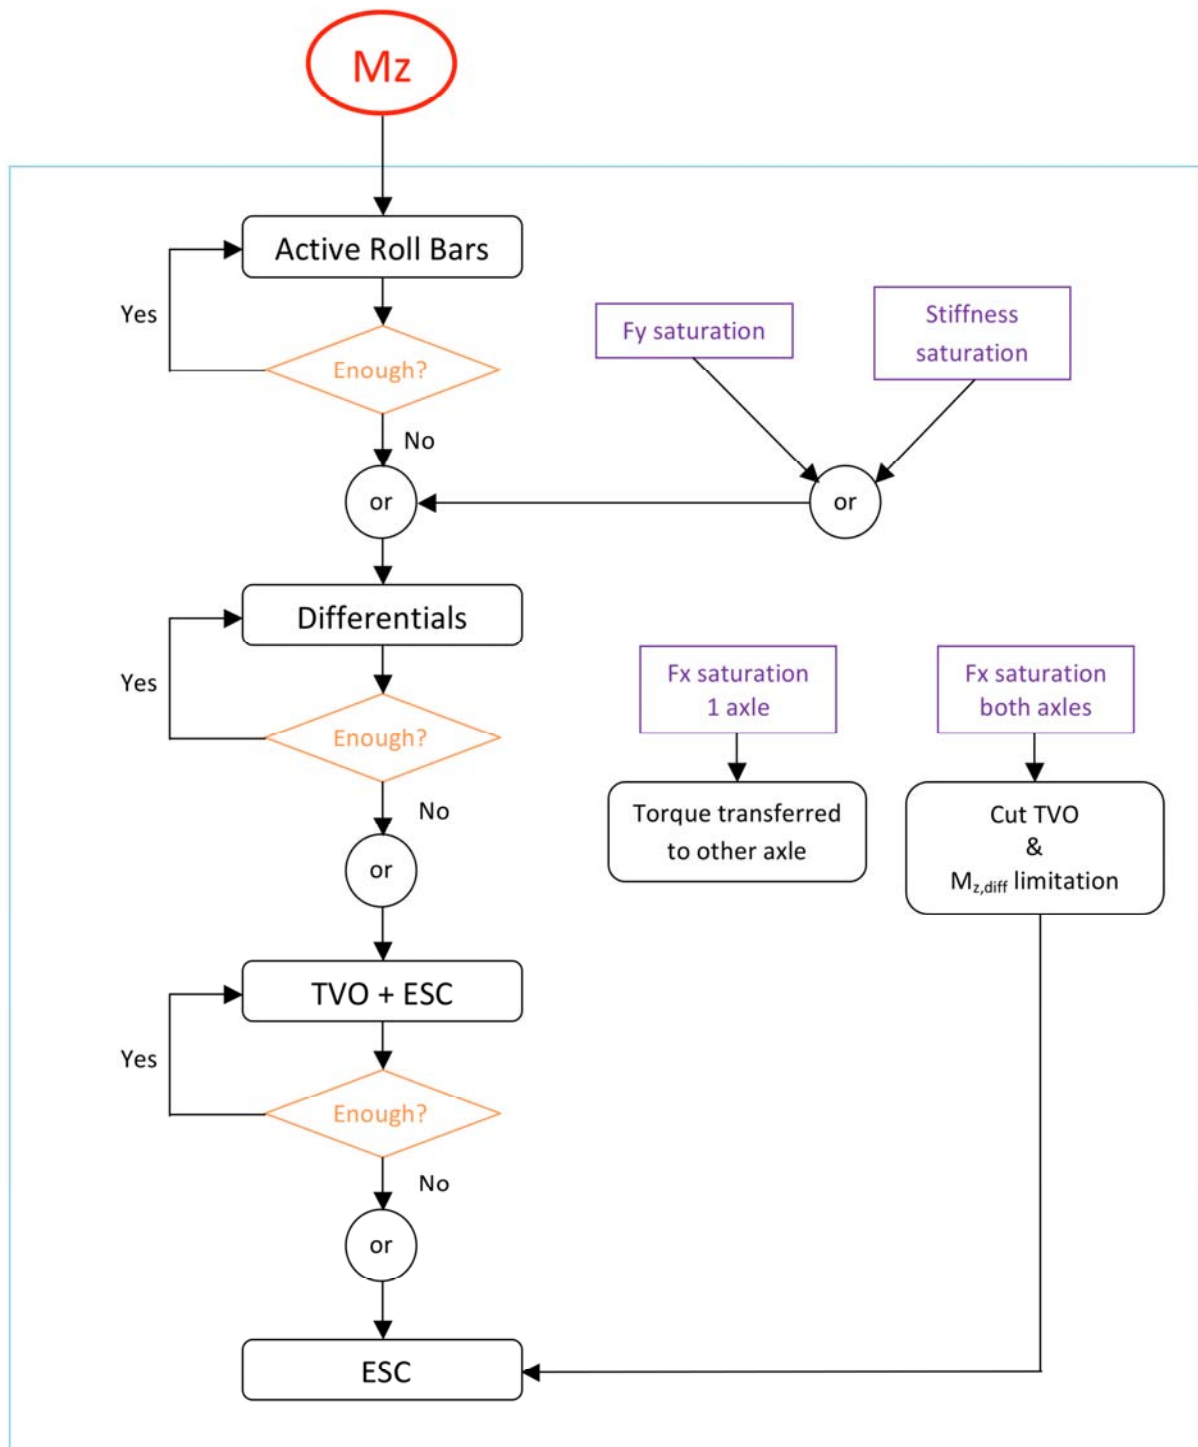 Mz
Active Roll Bars
Yes
Enough?
No
Fy saturation
Stiffness
saturation
or
or
Differentials
Yes
Enough?
No
Fx saturation
1 axle
Fx saturation
both axles
Torque transferred
to other axle
Cut TVO
&
Mz,diff limitation
or
TVO + ESC
Yes
Enough?
No
or
ESC